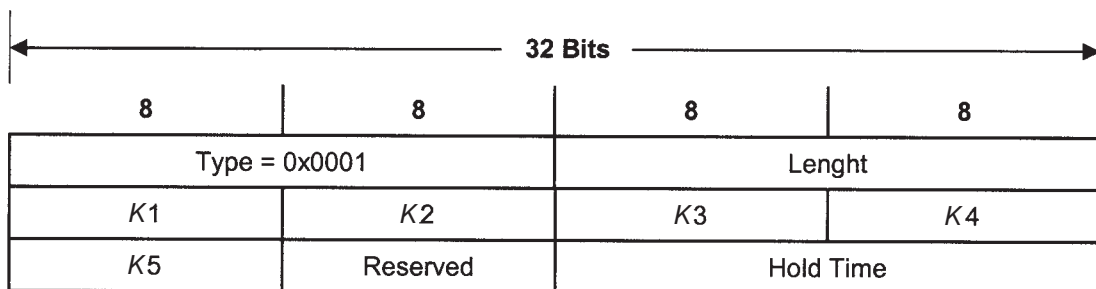 32 Bits
8 8 8 8
Type = 0x0001 Lenght
K1 K2 K3 K4
K5 Reserved Hold Time